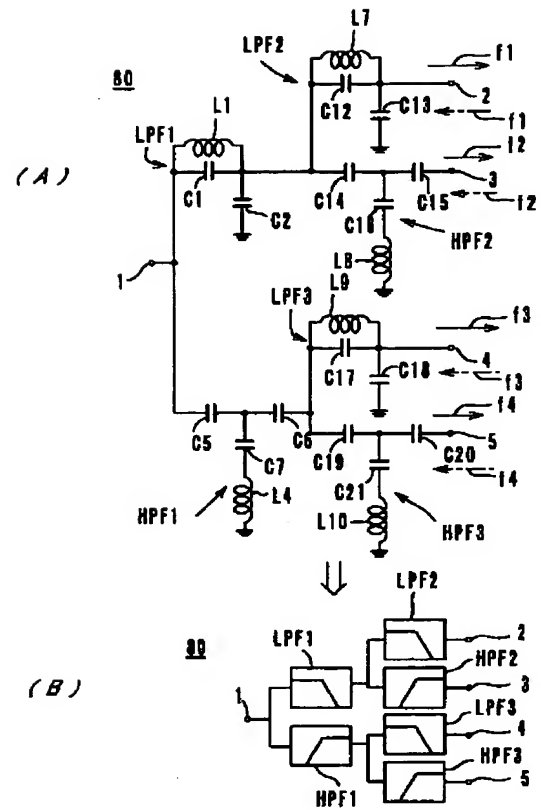 L7
f1
LPF2
60
2
C12
C13
f1
L1
f2
LPF1
(A)
3
C1
C14
C15
f2
C2
C16
HPF2
1
L8
L9
f3
LPF3
4
C17
C18
f3
f4
C5
C6
5
C7
C19
C20
C21
f4
L4
HPF1
L10
HPF3
LPF2
80
2
LPF1
HPF2
(B)
1
3
LPF3
4
HPF3
HPF1
5